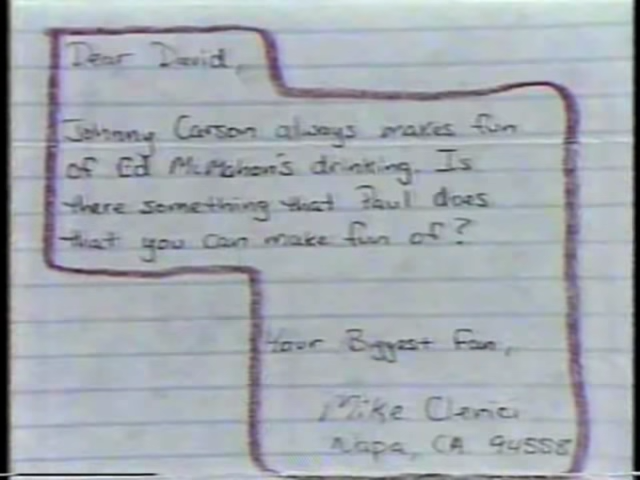 Dear David,
Johnny Carson always makes fun
of Ed McMahon's drinking. Is
there something that Paul does
that you can make fun of?
Your Biggest Fan,
Mike Clerici
Napa, CA 94558